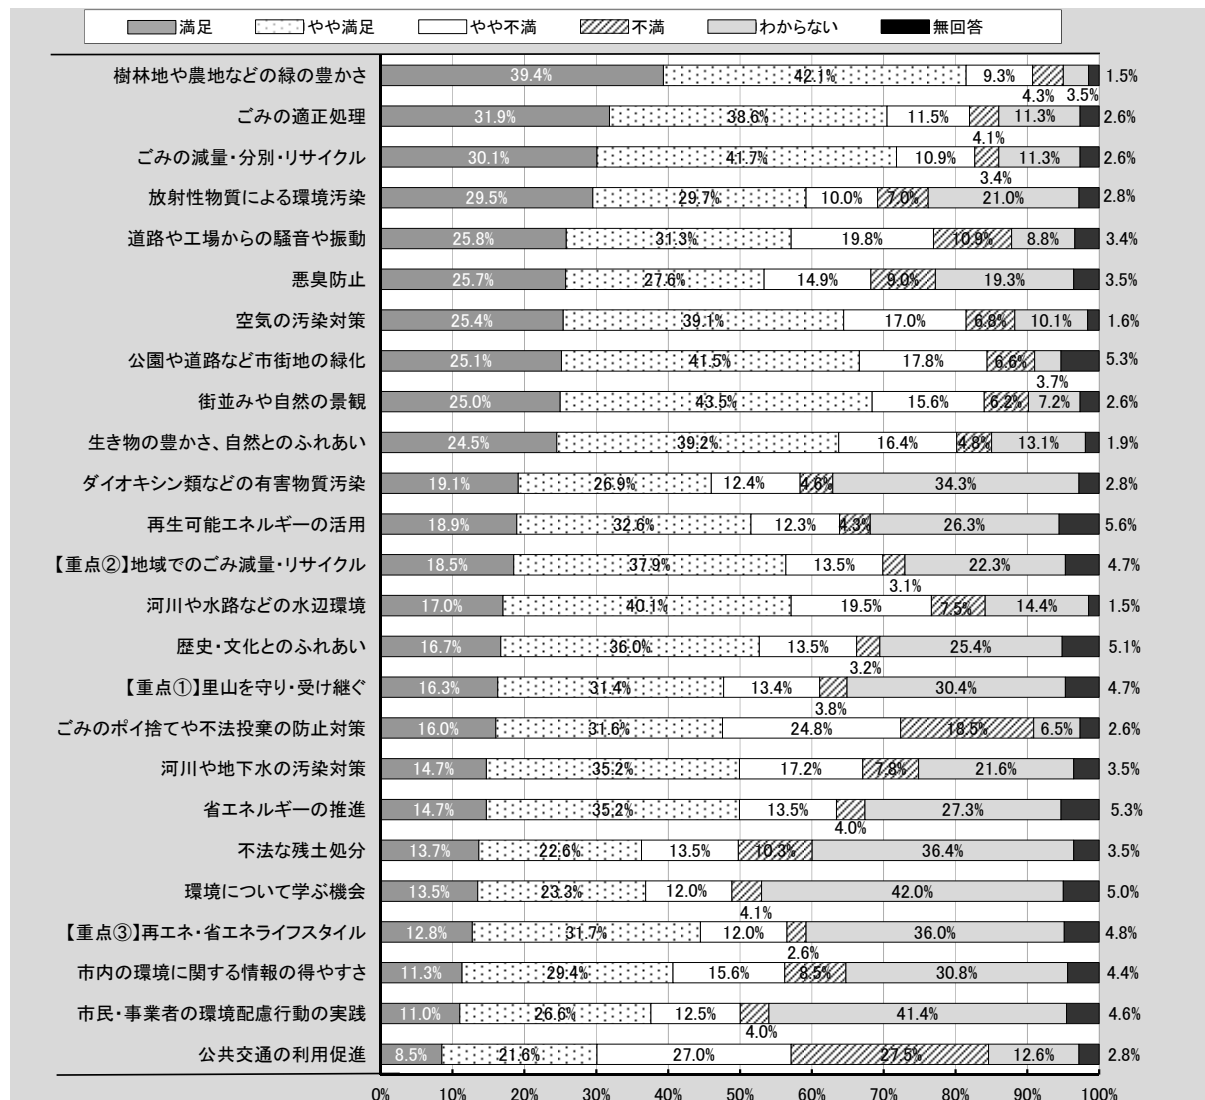 満足 やや満足 やや不満 不満 わからない 無回答
樹林地や農地などの緑の豊かさ 39.4% 42.1% 9.3% 4.3% 3.5% 1.5%
ごみの適正処理 31.9% 38.6% 11.5% 4.1% 11.3% 2.6%
ごみの減量・分別・リサイクル 30.1% 41.7% 10.9% 3.4% 11.3% 2.6%
放射性物質による環境汚染 29.5% 29.7% 10.0% 7.0% 21.0% 2.8%
道路や工場からの騒音や振動 25.8% 31.3% 19.8% 10.9% 8.8% 3.4%
悪臭防止 25.7% 27.6% 14.9% 9.0% 19.3% 3.5%
空気の汚染対策 25.4% 39.1% 17.0% 6.8% 10.1% 1.6%
公園や道路など市街地の緑化 25.1% 41.5% 17.8% 6.6% 3.7% 5.3%
街並みや自然の景観 25.0% 43.5% 15.6% 6.2% 7.2% 2.6%
生き物の豊かさ、自然とのふれあい 24.5% 39.2% 16.4% 4.8% 13.1% 1.9%
ダイオキシン類などの有害物質汚染 19.1% 26.9% 12.4% 4.6% 34.3% 2.8%
再生可能エネルギーの活用 18.9% 32.6% 12.3% 4.3% 26.3% 5.6%
【重点②】地域でのごみ減量・リサイクル 18.5% 37.9% 13.5% 3.1% 22.3% 4.7%
河川や水路などの水辺環境 17.0% 40.1% 19.5% 7.5% 14.4% 1.5%
歴史・文化とのふれあい 16.7% 36.0% 13.5% 3.2% 25.4% 5.1%
【重点①】里山を守り・受け継ぐ 16.3% 31.4% 13.4% 3.8% 30.4% 4.7%
ごみのポイ捨てや不法投棄の防止対策 16.0% 31.6% 24.8% 18.5% 6.5% 2.6%
河川や地下水の汚染対策 14.7% 35.2% 17.2% 7.8% 21.6% 3.5%
省エネルギーの推進 14.7% 35.2% 13.5% 4.0% 27.3% 5.3%
不法な残土処分 13.7% 22.6% 13.5% 10.3% 36.4% 3.5%
環境について学ぶ機会 13.5% 23.3% 12.0% 4.1% 42.0% 5.0%
【重点③】再エネ・省エネライフスタイル 12.8% 31.7% 12.0% 2.6% 36.0% 4.8%
市内の環境に関する情報の得やすさ 11.3% 29.4% 15.6% 8.5% 30.8% 4.4%
市民・事業者の環境配慮行動の実践 11.0% 26.6% 12.5% 4.0% 41.4% 4.6%
公共交通の利用促進 8.5% 21.6% 27.0% 27.5% 12.6% 2.8%
0% 10% 20% 30% 40% 50% 60% 70% 80% 90% 100%